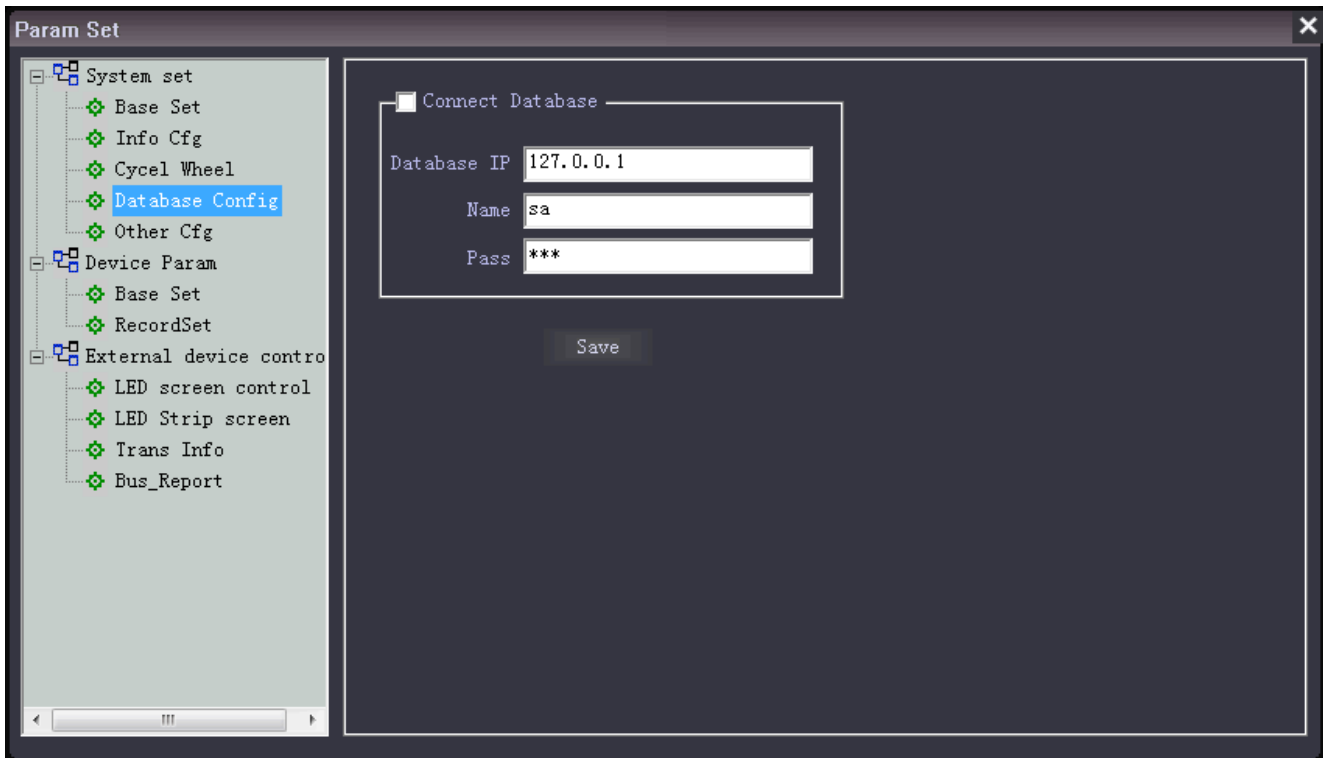 Param Set
System set
Base Set
Info Cfg
Cycel Wheel
Database Config
Other Cfg
Device Param
Base Set
RecordSet
External device contro
LED screen control
LED Strip screen
Trans Info
Bus_Report
Connect Database
Database IP 127.0.0.1
Name sa
Pass ***
Save